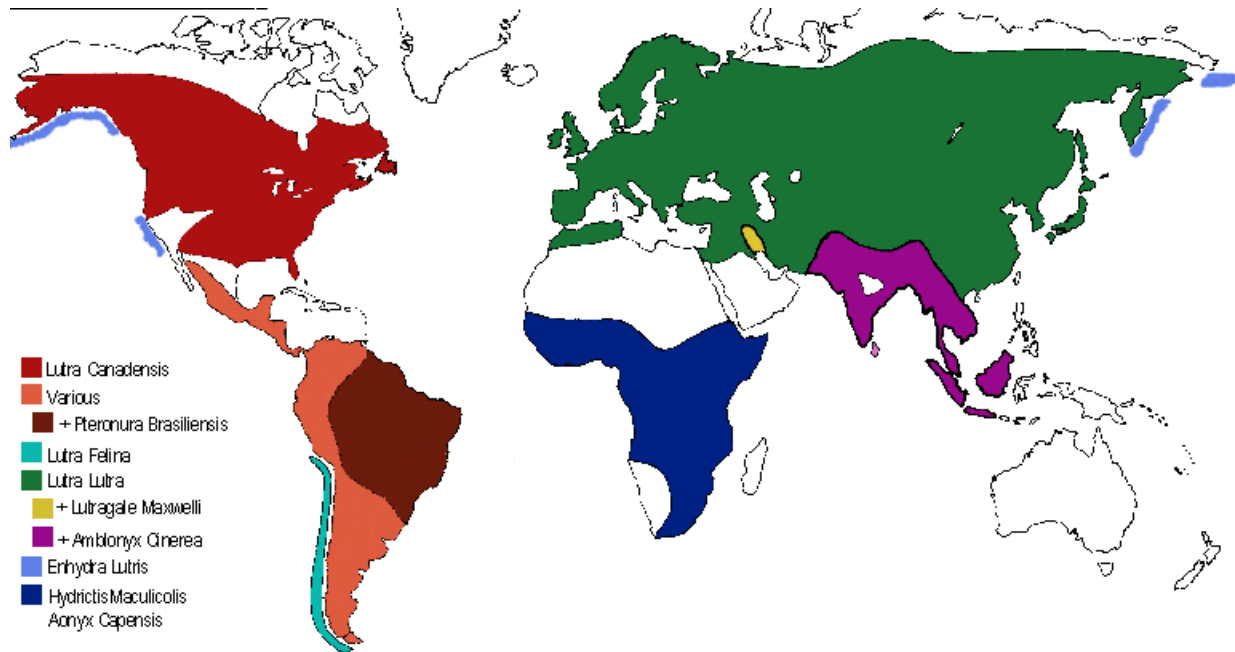 Lutra Canadensis
Various
+ Pteronura Brasiliensis
Lutra Felina
Lutra Lutra
+ Lutragale Maxwelli
+ Amblonyx Cinerea
Enhydra Lutris
Hydrictis Maculicolis
Aonyx Capensis